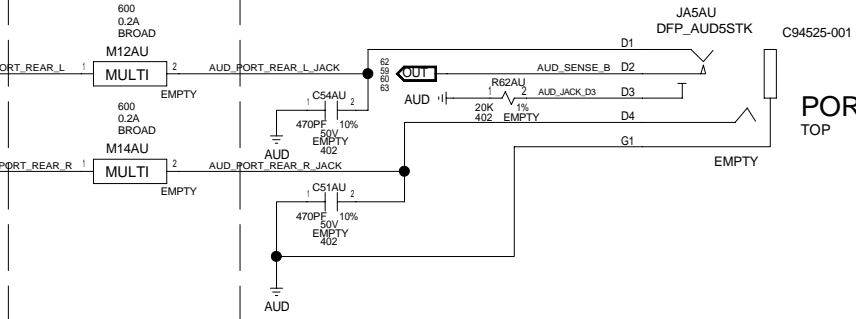 600
0.2A
BROAD
M12AU
ORT_REAR_L 1 MULTI 2 AUD_PORT_REAR_L_JACK
EMPTY
62
59
60
63
OUT
AUD_SENSE_B D2
JA5AU
DFP_AUD5STK
C94525-001
D1
AUD
R62AU
1 2 AUD_JACK_D3 D3
20K 1%
402 EMPTY
C54AU
1 2
470PF 10%
50V
EMPTY
402
AUD
D4
G1
EMPTY
POR
TOP
600
0.2A
BROAD
M14AU
PORT_REAR_R 1 MULTI 2 AUD_PORT_REAR_R_JACK
EMPTY
C51AU
1 2
470PF 10%
50V
EMPTY
402
AUD